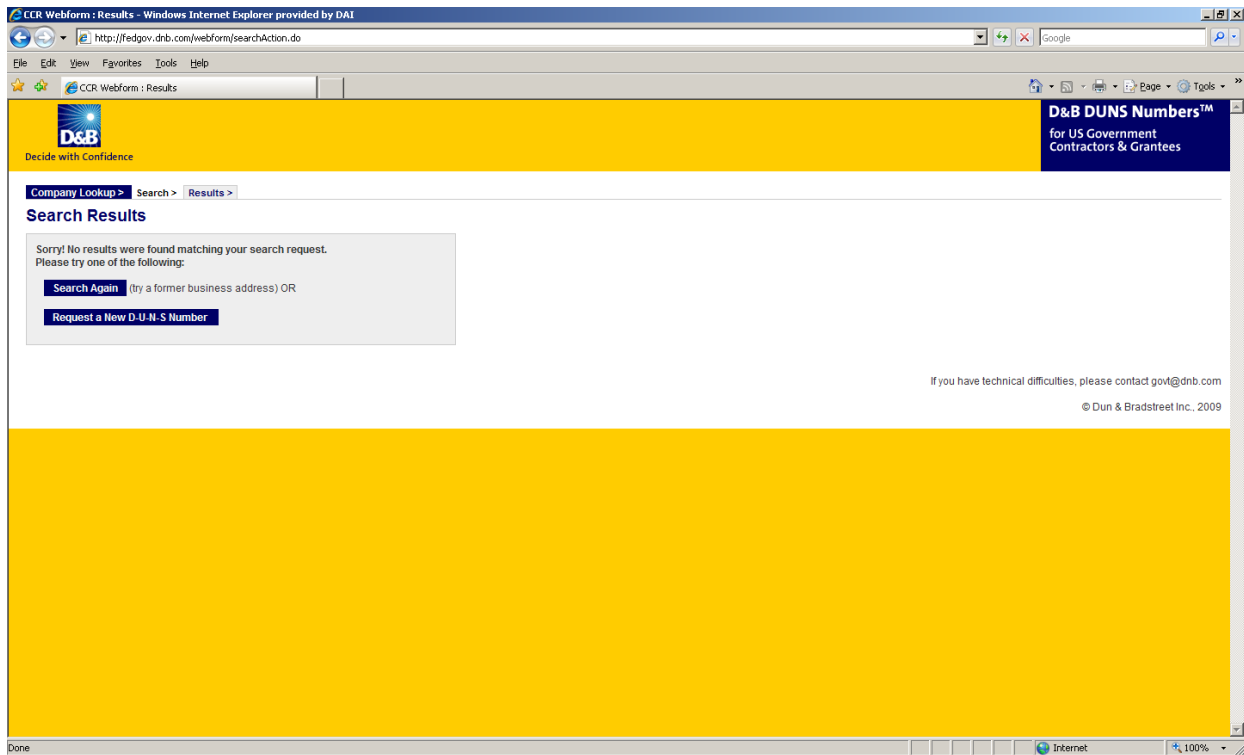 CCR Webform : Results - Windows Internet Explorer provided by DAI
http://fedgov.dnb.com/webform/searchAction.do
Google
File Edit View Favorites Tools Help
CCR Webform : Results
Page Tools »
D&B
Decide with Confidence
D&B DUNS Numbers™
for US Government
Contractors & Grantees
Company Lookup > Search > Results >
Search Results
Sorry! No results were found matching your search request.
Please try one of the following:
Search Again (try a former business address) OR
Request a New D-U-N-S Number
If you have technical difficulties, please contact govt@dnb.com
© Dun & Bradstreet Inc., 2009
Done
Internet
100%